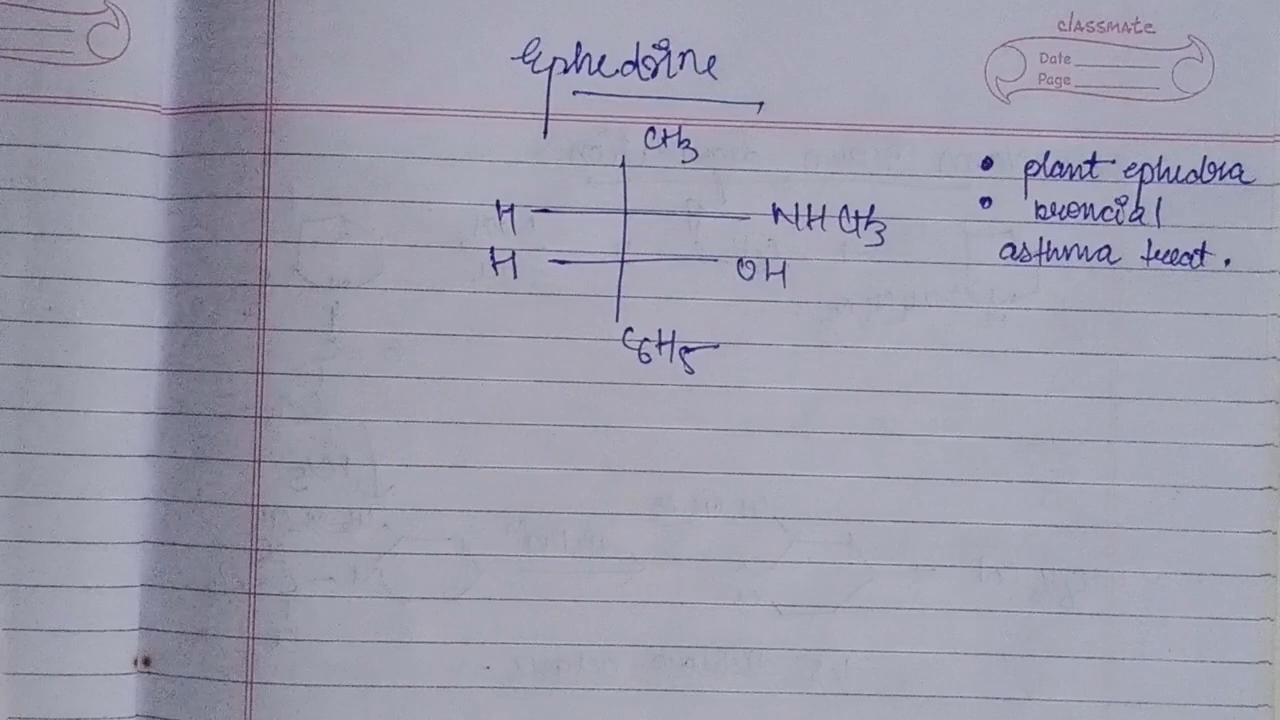 classmate
Date
Page
Ephedrine
CH3
H NHCH3
H OH
C6H5
• plant ephedra
• broncial
asthma treat.